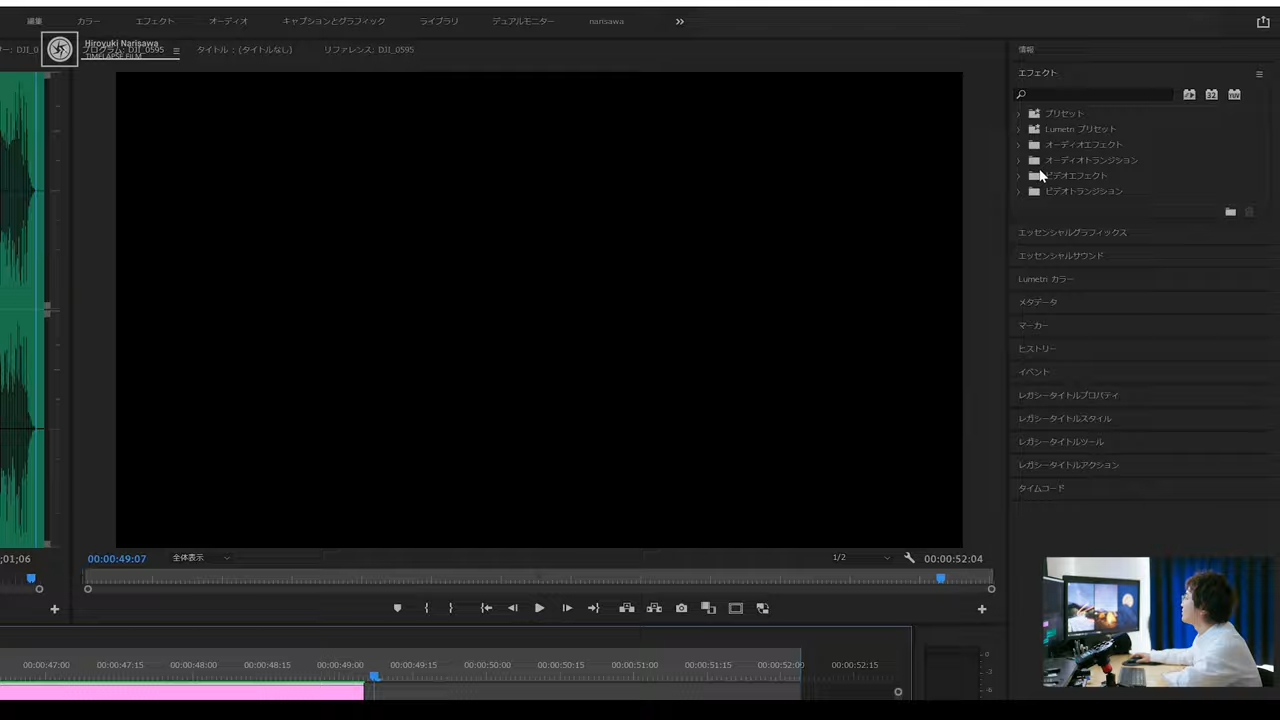 編集 カラー エフェクト オーディオ キャプションとグラフィック ライブラリ デュアルモニター narisawa
Hiroyuki Narisawa
TIMELAPSE FILM
DJI_0 プログラム: DJI_0595 タイトル : (タイトルなし) リファレンス: DJI_0595
情報
エフェクト
32
プリセット
Lumetri プリセット
オーディオエフェクト
オーディオトランジション
ビデオエフェクト
ビデオトランジション
エッセンシャルグラフィックス
エッセンシャルサウンド
Lumetri カラー
メタデータ
マーカー
ヒストリー
イベント
レガシータイトルプロパティ
レガシータイトルスタイル
レガシータイトルツール
レガシータイトルアクション
タイムコード
;01;06 00:00:49:07 全体表示 1/2 00:00:52:04
00:00:47:00 00:00:47:15 00:00:48:00 00:00:48:15 00:00:49:00 00:00:49:15 00:00:50:00 00:00:50:15 00:00:51:00 00:00:51:15 00:00:52:00 00:00:52:15
0
-3
-6